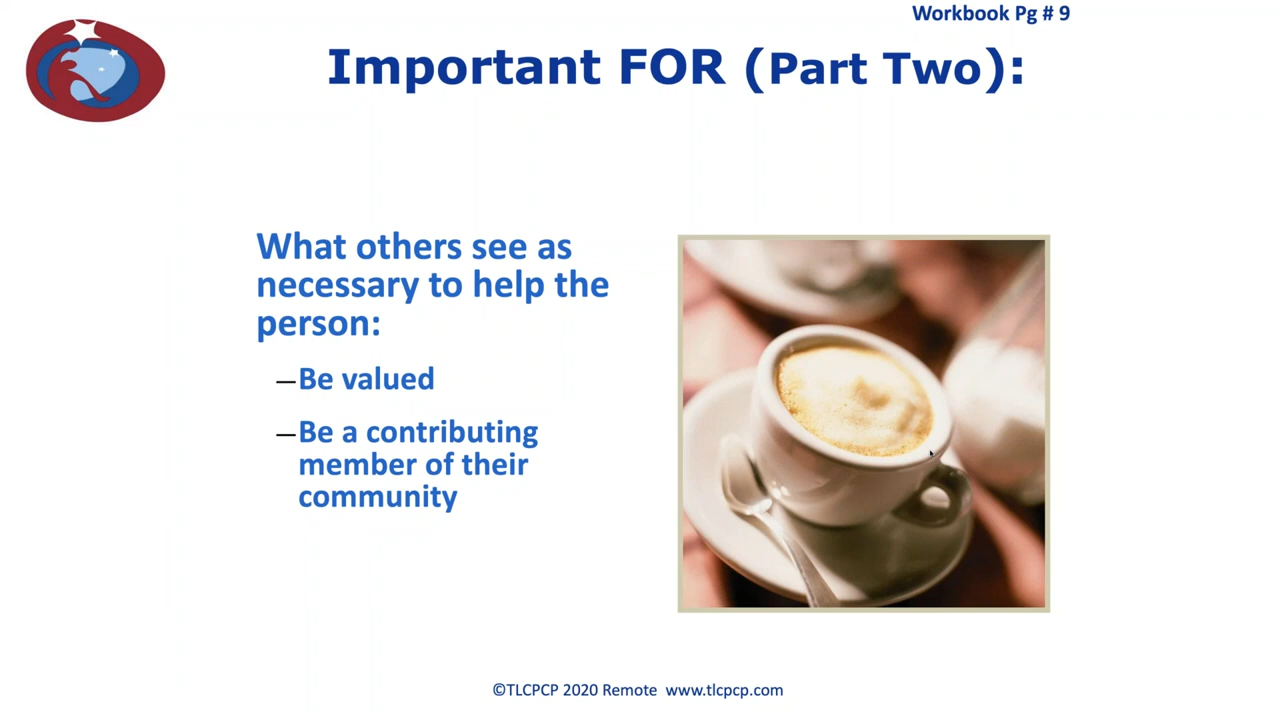 Workbook Pg # 9
Important FOR (Part Two):
What others see as
necessary to help the
person:
—Be valued
—Be a contributing
member of their
community
©TLCPCP 2020 Remote www.tlcpcp.com